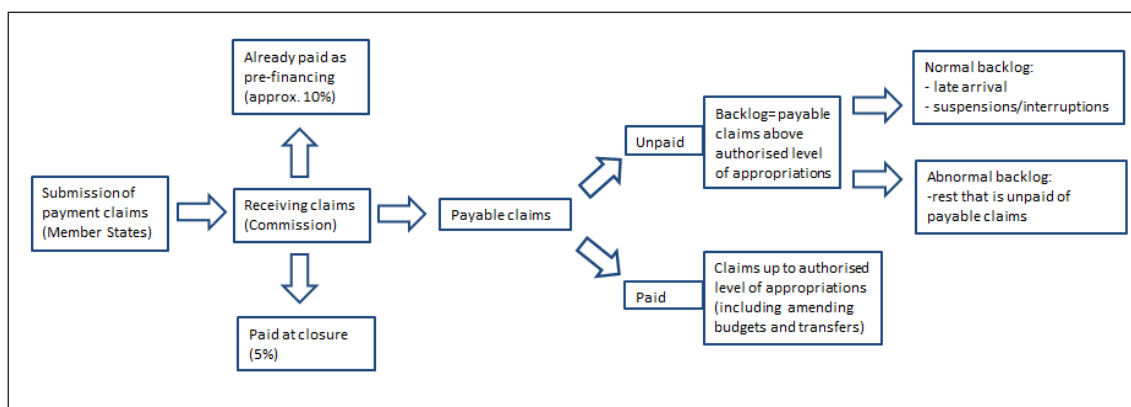 Already paid as
pre-financing
(approx. 10%)
Submission of
payment claims
(Member States)
Receiving claims
(Commission)
Paid at closure
(5%)
Payable claims
Unpaid
Backlog= payable
claims above
authorised level
of appropriations
Normal backlog:
- late arrival
- suspensions/interruptions
Abnormal backlog:
-rest that is unpaid of
payable claims
Paid
Claims up to authorised
level of appropriations
(including amending
budgets and transfers)